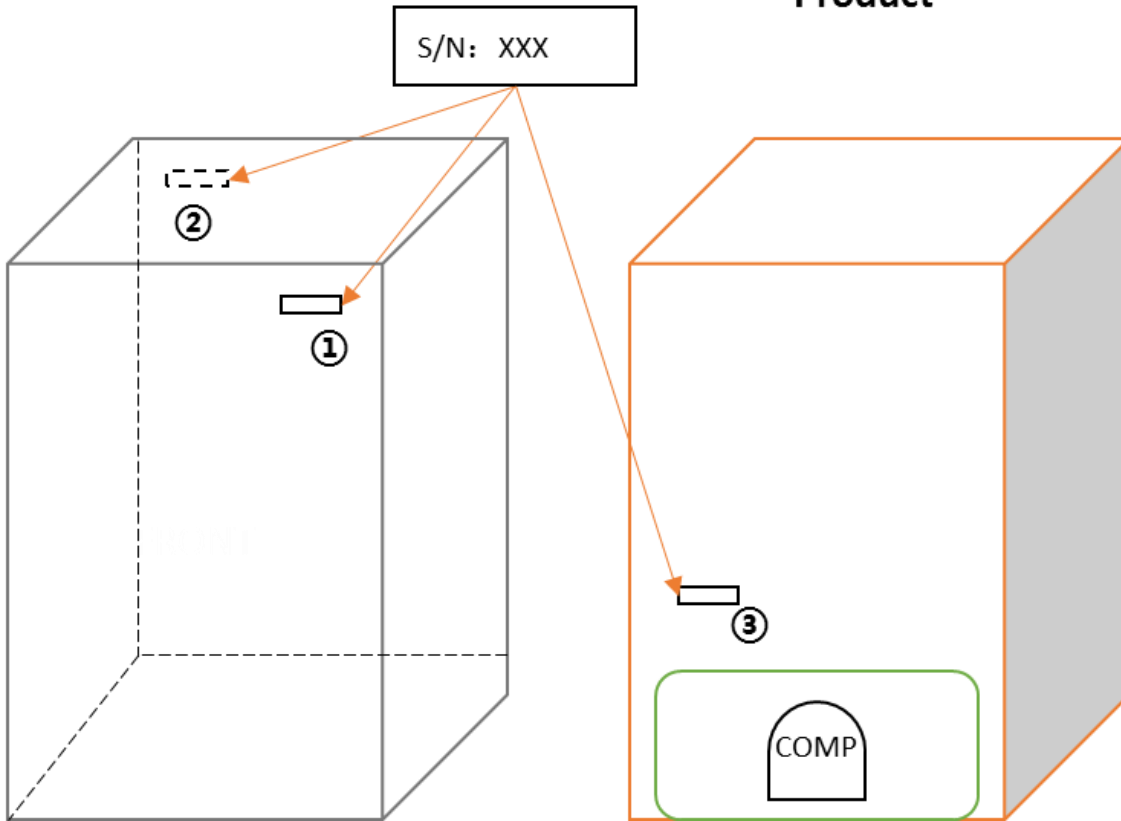 Product
S/N： XXX
②
①
③
COMP